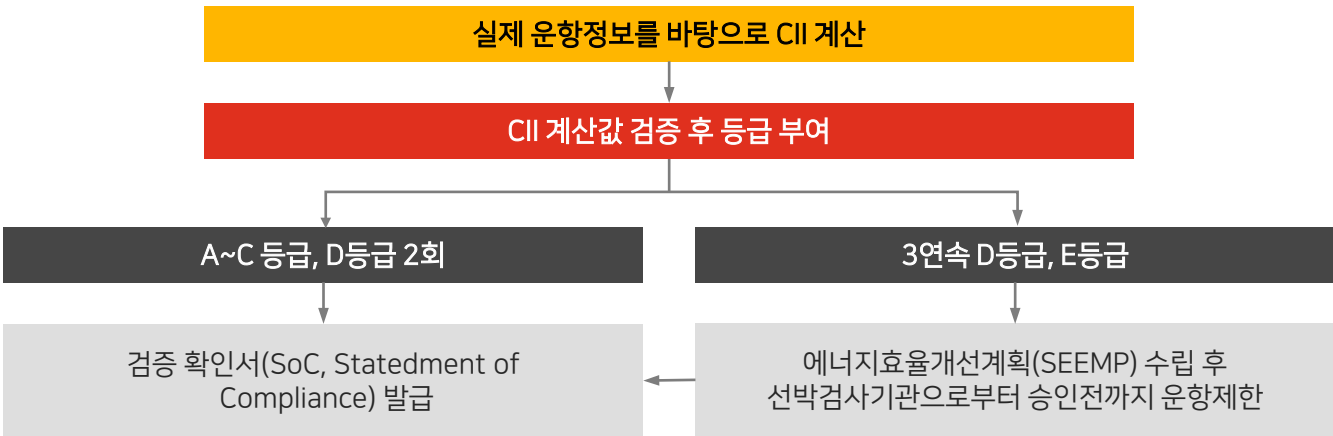 실제 운항정보를 바탕으로 CII 계산
CII 계산값 검증 후 등급 부여
A~C 등급, D등급 2회
3연속 D등급, E등급
검증 확인서(SoC, Statedment of
Compliance) 발급
에너지효율개선계획(SEEMP) 수립 후
선박검사기관으로부터 승인전까지 운항제한